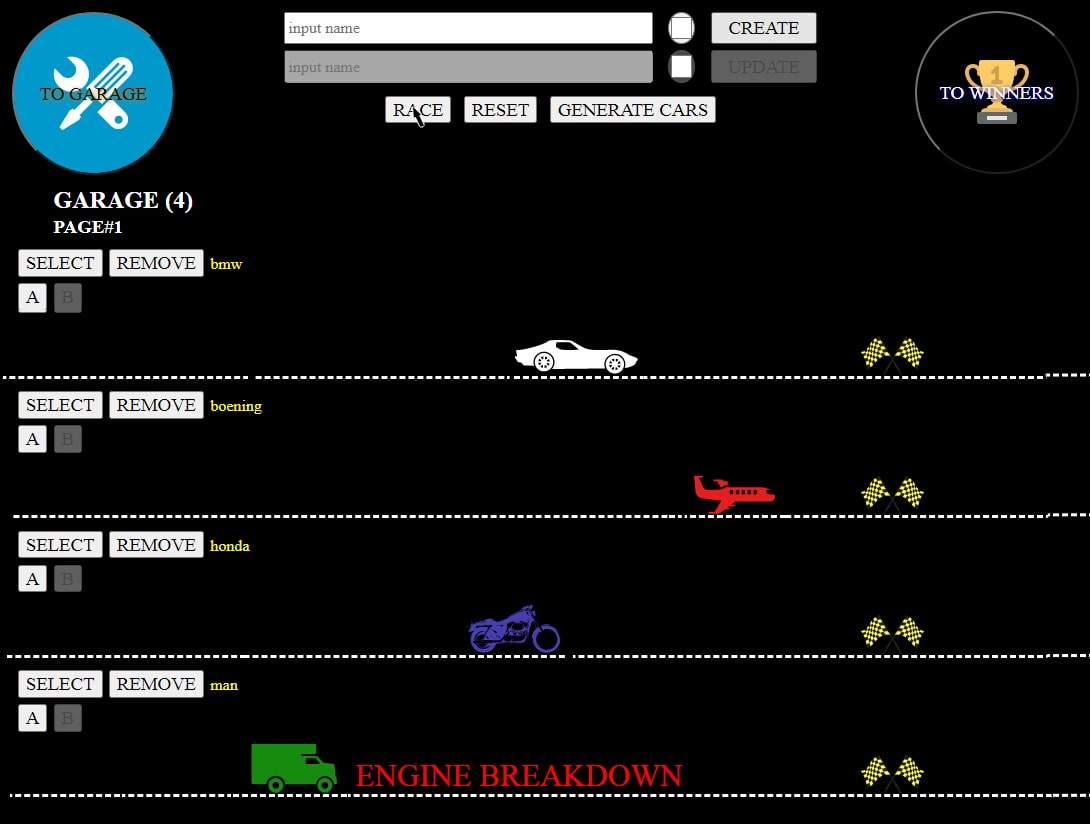 input name
CREATE
TO GARAGE
input name
UPDATE
1
TO WINNERS
RACE
RESET
GENERATE CARS
GARAGE (4)
PAGE#1
SELECT REMOVE bmw
A B
SELECT REMOVE boening
A B
SELECT REMOVE honda
A B
SELECT REMOVE man
A B
ENGINE BREAKDOWN